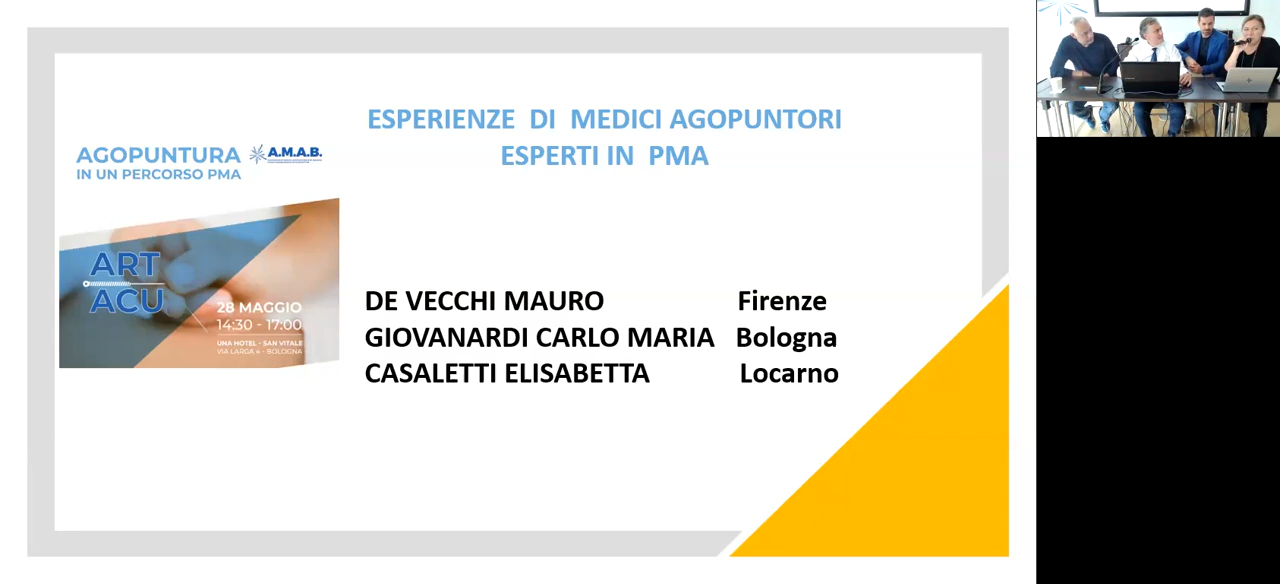 ESPERIENZE DI MEDICI AGOPUNTORI
ESPERTI IN PMA
AGOPUNTURA
IN UN PERCORSO PMA
A.M.A.B.
ART
ACU
28 MAGGIO
14:30 - 17:00
UNA HOTEL - SAN VITALE
VIA LARGA 4 - BOLOGNA
DE VECCHI MAURO Firenze
GIOVANARDI CARLO MARIA Bologna
CASALETTI ELISABETTA Locarno